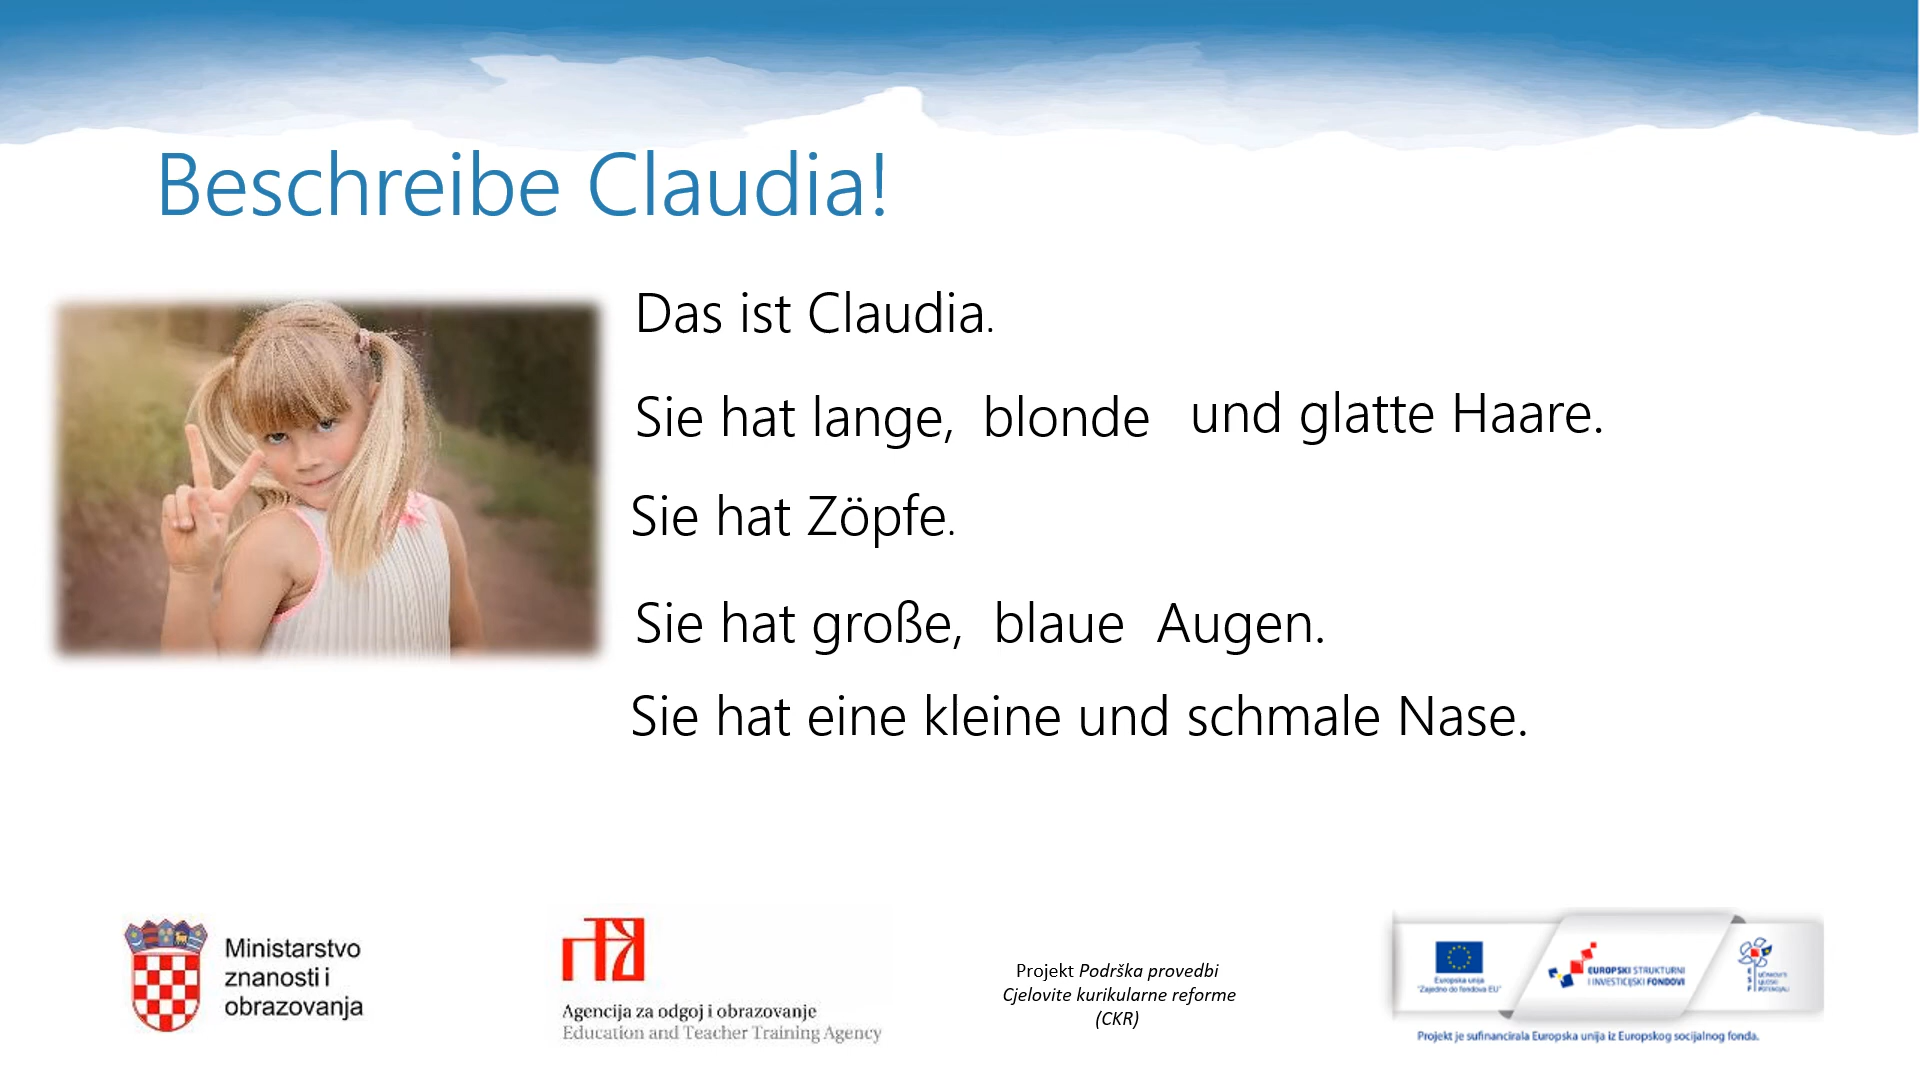 Beschreibe Claudia!
Das ist Claudia.
Sie hat lange, blonde und glatte Haare.
Sie hat Zöpfe.
Sie hat große, blaue Augen.
Sie hat eine kleine und schmale Nase.
Ministarstvo
znanosti i
obrazovanja
Agencija za odgoj i obrazovanje
Education and Teacher Training Agency
Projekt Podrška provedbi
Cjelovite kurikularne reforme
(CKR)
Europska unija
"Zajedno do fondova EU"
EUROPSKI STRUKTURNI
I INVESTICIJSKI FONDOVI
Projekt je sufinancirala Europska unija iz Europskog socijalnog fonda.